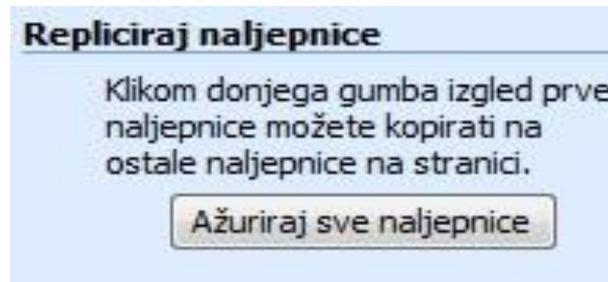 Repliciraj naljepnice
Klikom donjega gumba izgled prve
naljepnice možete kopirati na
ostale naljepnice na stranici.
Ažuriraj sve naljepnice